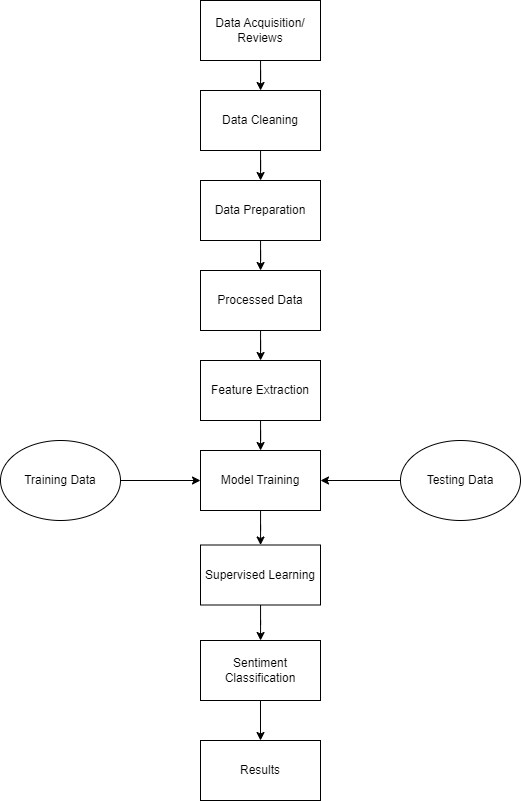 Data Acquisition/
Reviews
Data Cleaning
Data Preparation
Processed Data
Feature Extraction
Training Data
Model Training
Testing Data
Supervised Learning
Sentiment
Classification
Results